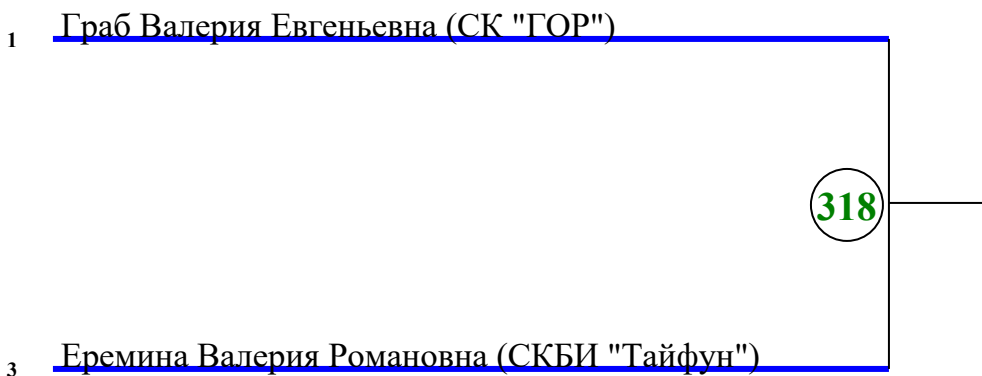 1 Граб Валерия Евгеньевна (СК "ГОР")
318
3 Еремина Валерия Романовна (СКБИ "Тайфун")